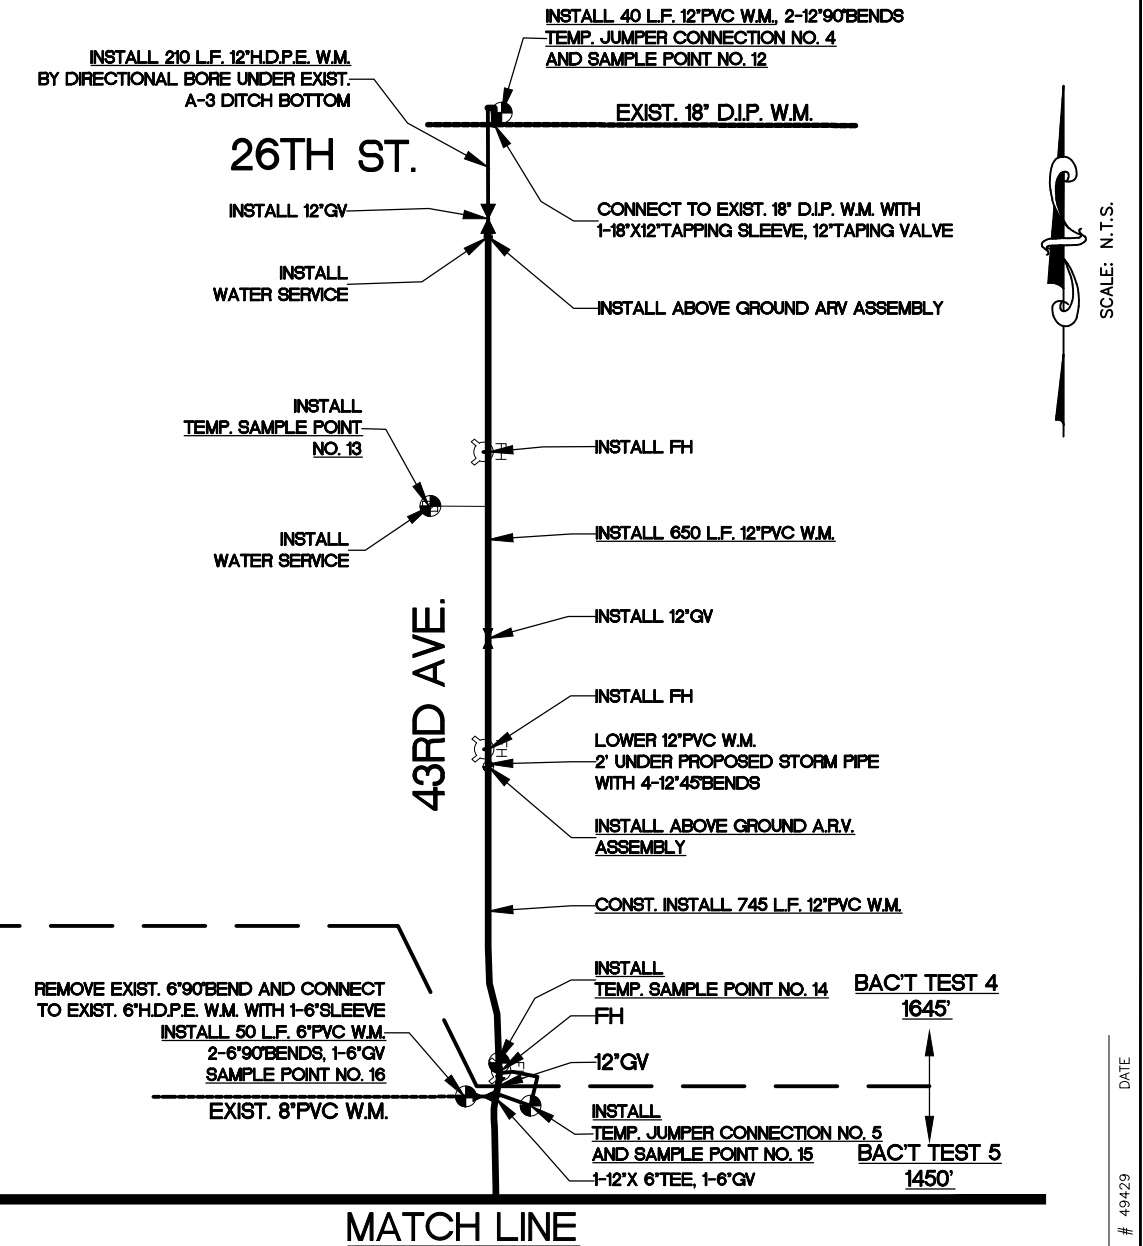 INSTALL 40 L.F. 12"PVC W.M., 2-12"90°BENDS
TEMP. JUMPER CONNECTION NO. 4
AND SAMPLE POINT NO. 12
INSTALL 210 L.F. 12"H.D.P.E. W.M.
BY DIRECTIONAL BORE UNDER EXIST.
A-3 DITCH BOTTOM
EXIST. 18" D.I.P. W.M.
26TH ST.
INSTALL 12"GV
CONNECT TO EXIST. 18" D.I.P. W.M. WITH
1-18"X12"TAPPING SLEEVE, 12"TAPING VALVE
SCALE: N.T.S.
INSTALL
WATER SERVICE
INSTALL ABOVE GROUND ARV ASSEMBLY
INSTALL
TEMP. SAMPLE POINT
NO. 13
INSTALL FH
INSTALL
WATER SERVICE
INSTALL 650 L.F. 12"PVC W.M.
INSTALL 12"GV
43RD AVE.
INSTALL FH
LOWER 12"PVC W.M.
2' UNDER PROPOSED STORM PIPE
WITH 4-12"45°BENDS
INSTALL ABOVE GROUND A.R.V.
ASSEMBLY
CONST. INSTALL 745 L.F. 12"PVC W.M.
INSTALL
TEMP. SAMPLE POINT NO. 14
FH
12"GV
BAC'T TEST 4
1645'
REMOVE EXIST. 6"90°BEND AND CONNECT
TO EXIST. 6"H.D.P.E. W.M. WITH 1-6"SLEEVE
INSTALL 50 L.F. 6"PVC W.M.
2-6"90°BENDS, 1-6"GV
SAMPLE POINT NO. 16
EXIST. 8"PVC W.M.
INSTALL
TEMP. JUMPER CONNECTION NO. 5
AND SAMPLE POINT NO. 15
1-12"X 6"TEE, 1-6"GV
BAC'T TEST 5
1450'
MATCH LINE
DATE
# 49429